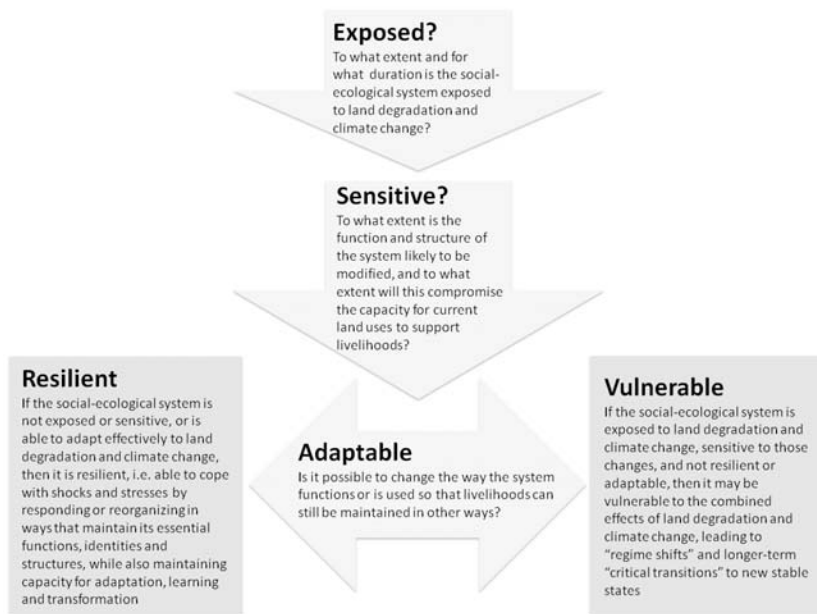 Exposed?
To what extent and for
what duration is the social-
ecological system exposed
to land degradation and
climate change?
Sensitive?
To what extent is the
function and structure of
the system likely to be
modified, and to what
extent will this compromise
the capacity for current
land uses to support
livelihoods?
Resilient
If the social-ecological system is
not exposed or sensitive, or is
able to adapt effectively to land
degradation and climate change,
then it is resilient, i.e. able to cope
with shocks and stresses by
responding or reorganizing in
ways that maintain its essential
functions, identities and
structures, while also maintaining
capacity for adaptation, learning
and transformation
Adaptable
Is it possible to change the way the system
functions or is used so that livelihoods can
still be maintained in other ways?
Vulnerable
If the social-ecological system is
exposed to land degradation and
climate change, sensitive to those
changes, and not resilient or
adaptable, then it may be
vulnerable to the combined
effects of land degradation and
climate change, leading to
“regime shifts” and longer-term
“critical transitions” to new stable
states